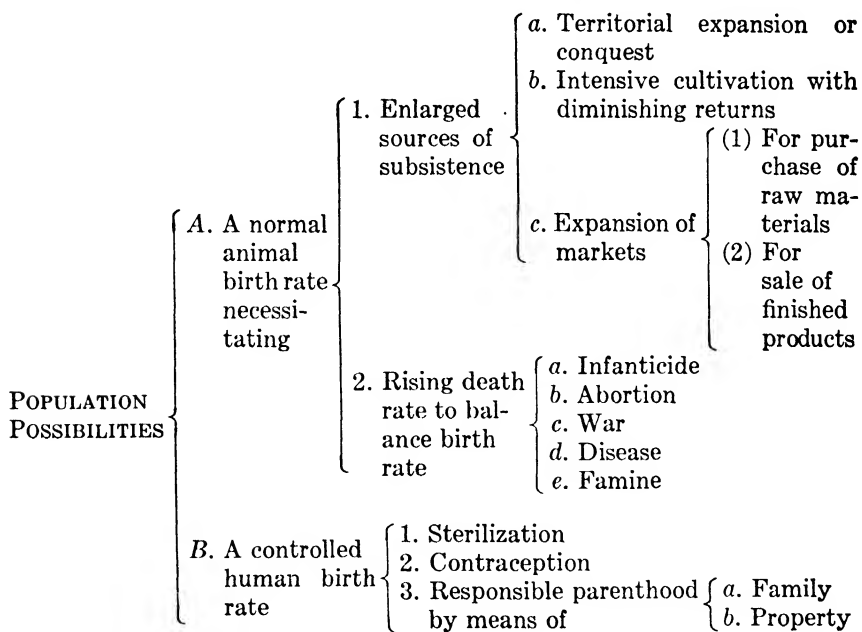 a. Territorial expansion or
conquest
b. Intensive cultivation with
diminishing returns
1. Enlarged
sources of
subsistence
c. Expansion of
markets
(1) For pur-
chase of
raw ma-
terials
(2) For
sale of
finished
products
A. A normal
animal
birth rate
necessi-
tating
2. Rising death
rate to bal-
ance birth
rate
a. Infanticide
b. Abortion
c. War
d. Disease
e. Famine
POPULATION
POSSIBILITIES
B. A controlled
human birth
rate
1. Sterilization
2. Contraception
3. Responsible parenthood
by means of
a. Family
b. Property